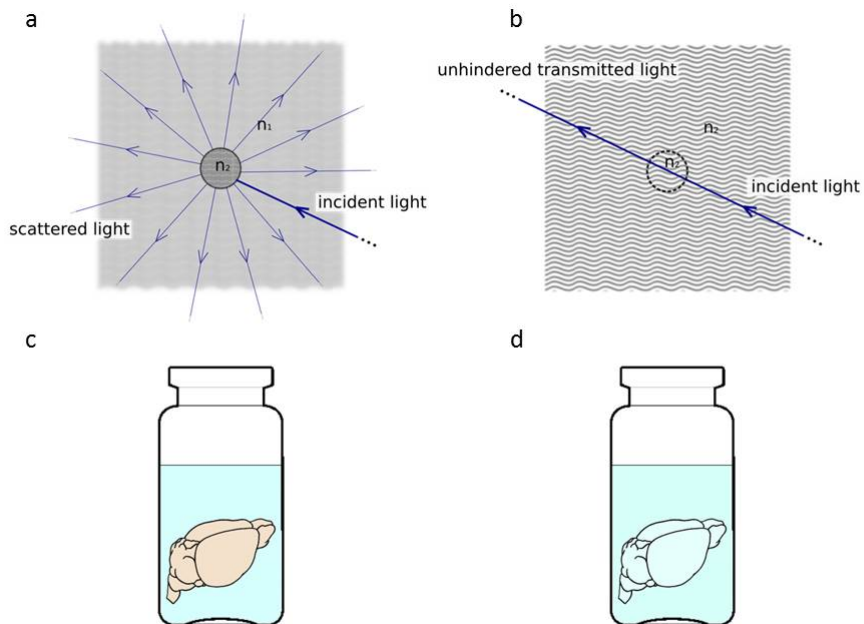 a
n₁
n₂
incident light
scattered light
b
unhindered transmitted light
n₂
n₂
incident light
c
d